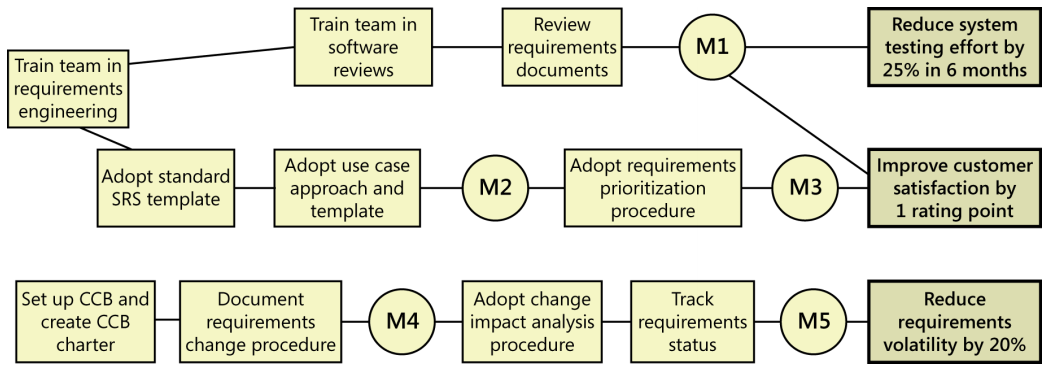 Train team in
requirements
engineering
Train team in
software
reviews
Review
requirements
documents
M1
Reduce system
testing effort by
25% in 6 months
Adopt standard
SRS template
Adopt use case
approach and
template
M2
Adopt requirements
prioritization
procedure
M3
Improve customer
satisfaction by
1 rating point
Set up CCB and
create CCB
charter
Document
requirements
change procedure
M4
Adopt change
impact analysis
procedure
Track
requirements
status
M5
Reduce
requirements
volatility by 20%